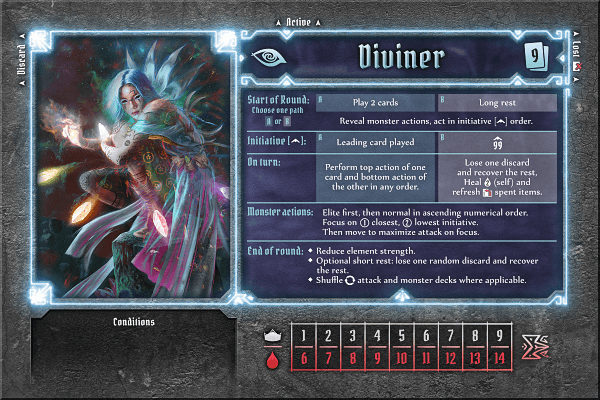 Active
Discard
Lost
Diviner
9
Start of Round:
Choose one path
A or B
A Play 2 cards
B Long rest
Reveal monster actions, act in initiative [ ] order.
Initiative [ ]:
A Leading card played
B 99
On turn:
Perform top action of one
card and bottom action of
the other in any order.
Lose one discard
and recover the rest,
Heal 2 (self) and
refresh spent items.
Monster actions:
Elite first, then normal in ascending numerical order.
Focus on ① closest, ② lowest initiative.
Then move to maximize attack on focus.
End of round:
◆ Reduce element strength.
◆ Optional short rest: lose one random discard and recover
the rest.
◆ Shuffle attack and monster decks where applicable.
Conditions
1 2 3 4 5 6 7 8 9
6 7 8 9 10 11 12 13 14